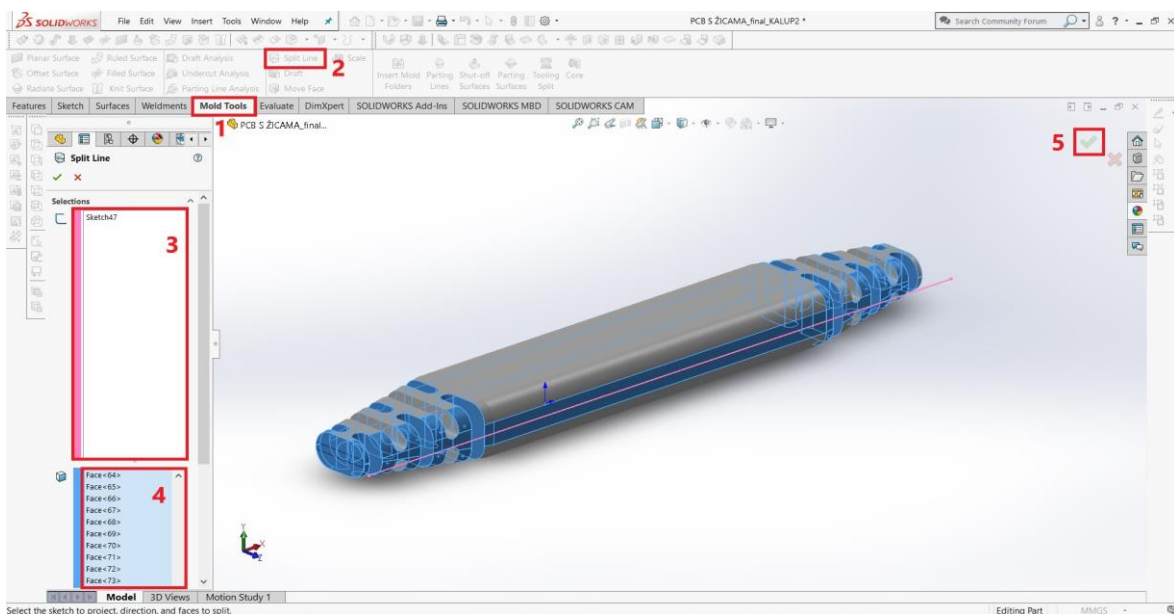 SOLIDWORKS File Edit View Insert Tools Window Help PCB S ŽICAMA_final_KALUP2 * Search Community Forum
Planar Surface Ruled Surface Draft Analysis Split Line Scale
2
Offset Surface Filled Surface Undercut Analysis Draft Insert Mold Folders Parting Lines Shut-off Surfaces Parting Surfaces Tooling Split Core
Radiate Surface Knit Surface Parting Line Analysis Move Face
Features Sketch Surfaces Weldments Mold Tools Evaluate DimXpert SOLIDWORKS Add-Ins SOLIDWORKS MBD SOLIDWORKS CAM
1 PCB S ŽICAMA_final...
5
Split Line
Selections
Sketch47
3
Face<64>
Face<65>
Face<66>
Face<67>
4
Face<68>
Face<69>
Face<70>
Face<71>
Face<72>
Face<73>
Y
X
Z
Model 3D Views Motion Study 1
Select the sketch to project, direction, and faces to split. Editing Part MMGS